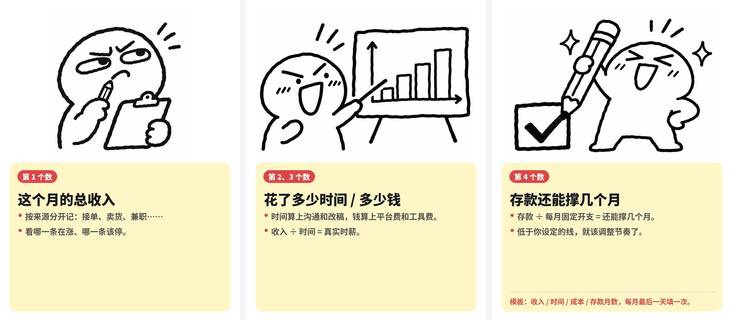 第 1 个数
这个月的总收入
按来源分开记：接单、卖货、兼职……
看哪一条在涨、哪一条该停。
第 2、3 个数
花了多少时间 / 多少钱
时间算上沟通和改稿，钱算上平台费和工具费。
收入 ÷ 时间 = 真实时薪。
第 4 个数
存款还能撑几个月
存款 ÷ 每月固定开支 = 还能撑几个月。
低于你设定的线，就该调整节奏了。
模板：收入 / 时间 / 成本 / 存款月数，每月最后一天填一次。